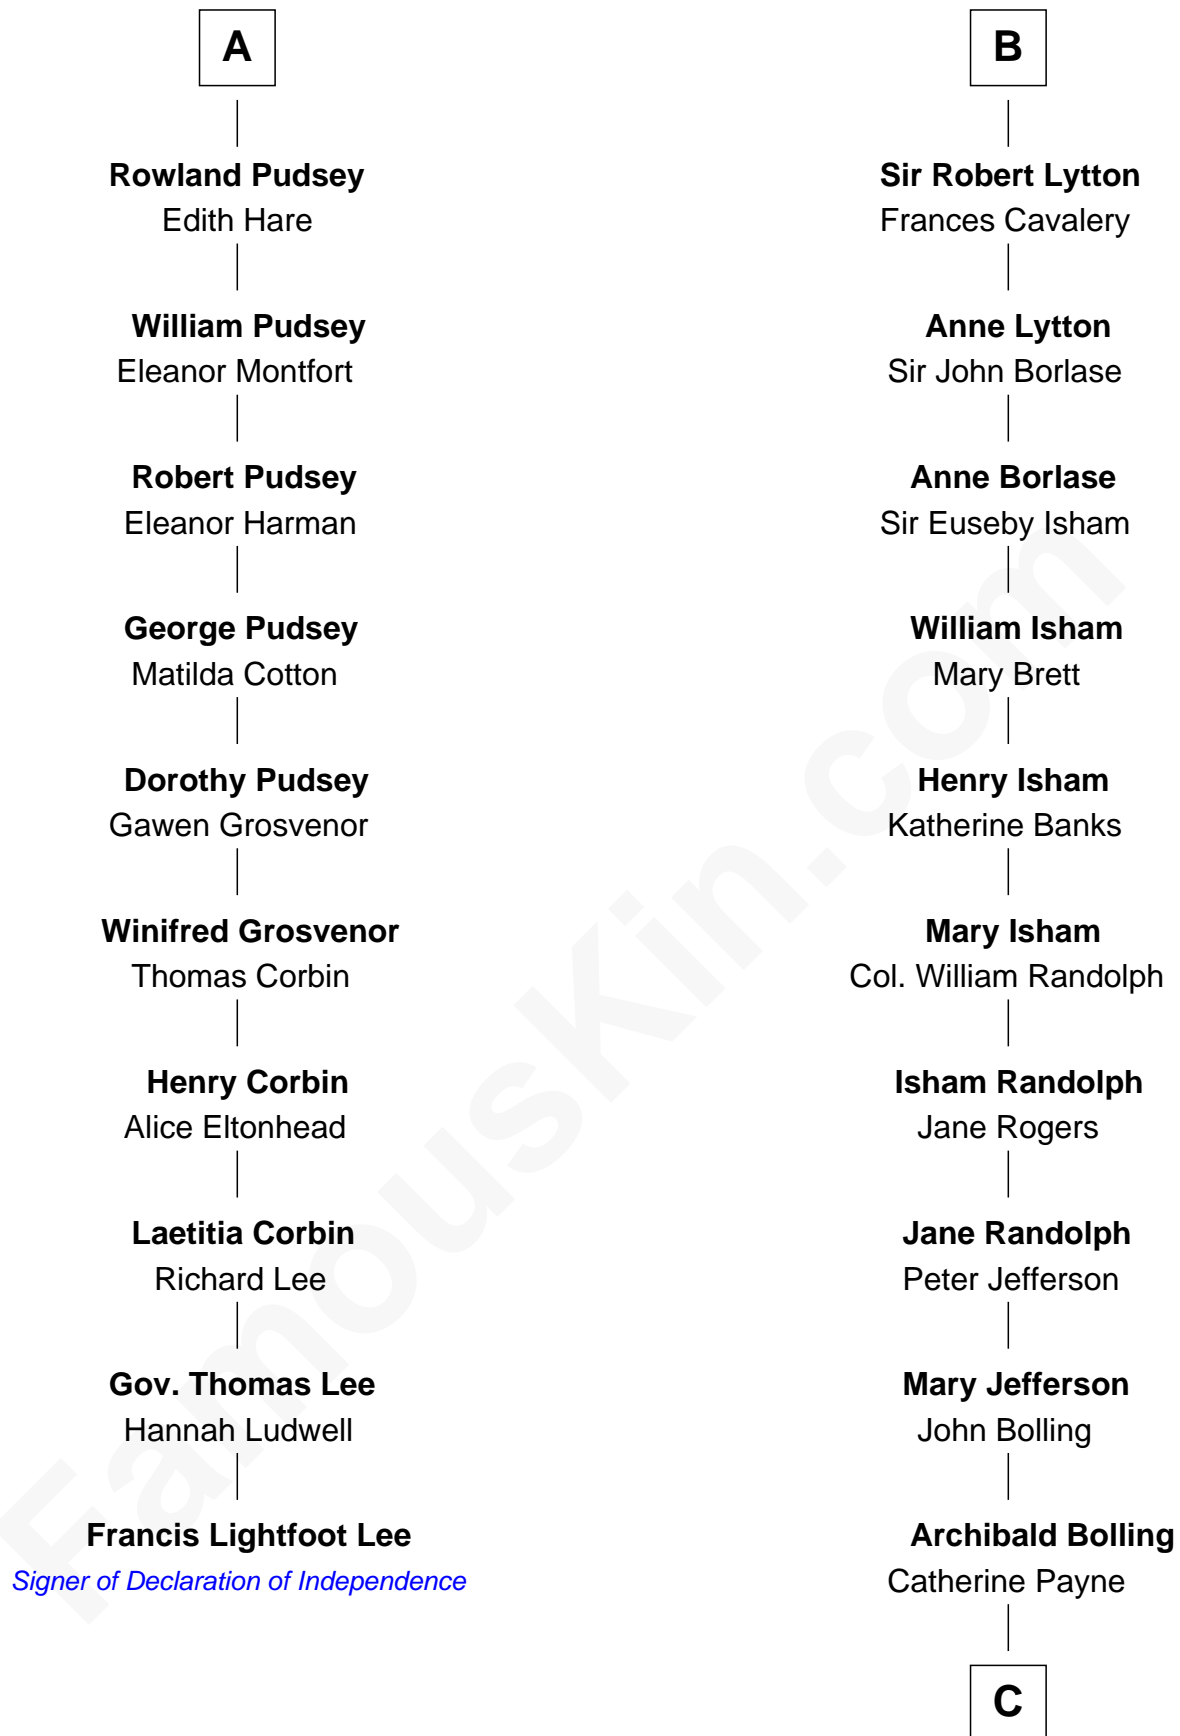 A
Rowland Pudsey
Edith Hare
William Pudsey
Eleanor Montfort
Robert Pudsey
Eleanor Harman
George Pudsey
Matilda Cotton
Dorothy Pudsey
Gawen Grosvenor
Winifred Grosvenor
Thomas Corbin
Henry Corbin
Alice Eltonhead
Laetitia Corbin
Richard Lee
Gov. Thomas Lee
Hannah Ludwell
Francis Lightfoot Lee
Signer of Declaration of Independence
B
Sir Robert Lytton
Frances Cavalery
Anne Lytton
Sir John Borlase
Anne Borlase
Sir Euseby Isham
William Isham
Mary Brett
Henry Isham
Katherine Banks
Mary Isham
Col. William Randolph
Isham Randolph
Jane Rogers
Jane Randolph
Peter Jefferson
Mary Jefferson
John Bolling
Archibald Bolling
Catherine Payne
C
FamousKin.com